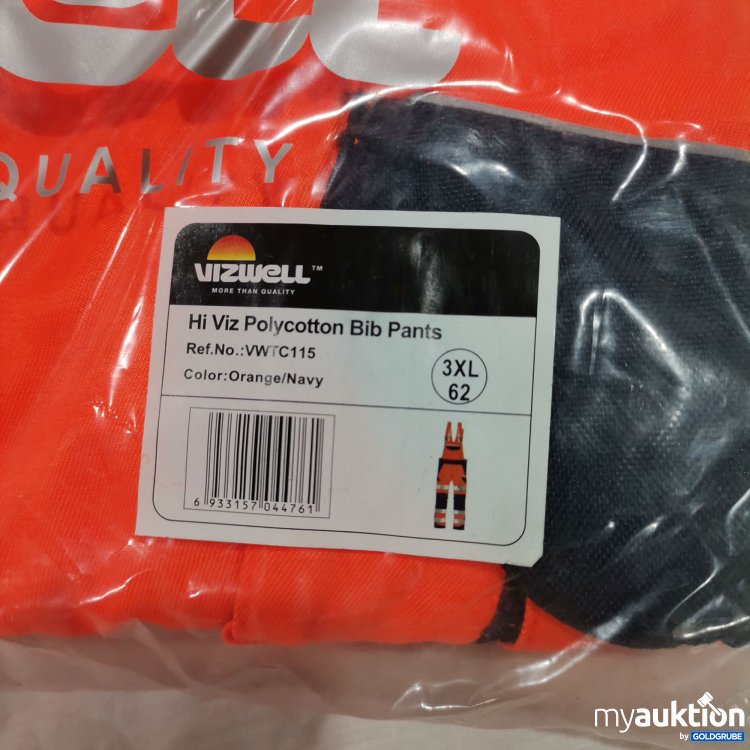 QUALITY
VIZWELL™
MORE THAN QUALITY
Hi Viz Polycotton Bib Pants
Ref.No.:VWTC115
Color:Orange/Navy
3XL
62
6 933157 044761
myauktion
by GOLDGRUBE